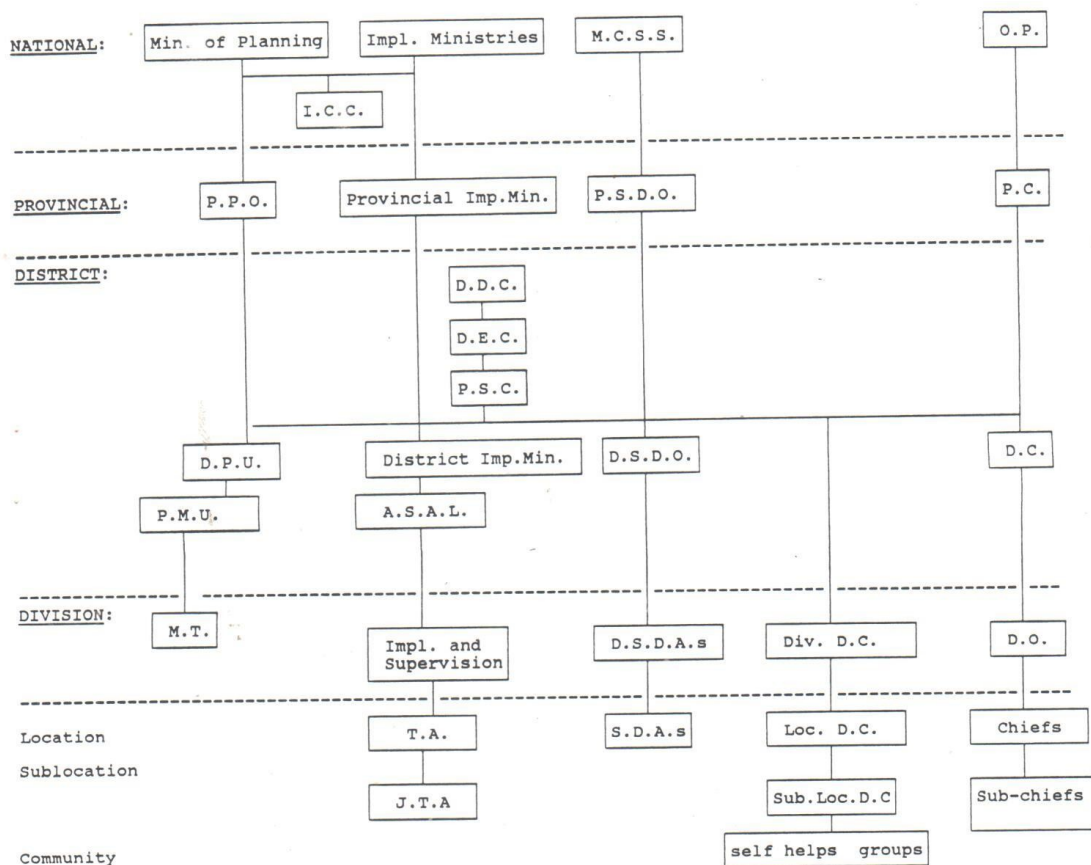 NATIONAL: Min. of Planning Impl. Ministries M.C.S.S. O.P.
I.C.C.
PROVINCIAL: P.P.O. Provincial Imp.Min. P.S.D.O. P.C.
DISTRICT:
D.D.C.
D.E.C.
P.S.C.
D.P.U. District Imp.Min. D.S.D.O. D.C.
P.M.U. A.S.A.L.
DIVISION:
M.T. Impl. and
Supervision D.S.D.A.s Div. D.C. D.O.
Location T.A. S.D.A.s Loc. D.C. Chiefs
Sublocation
J.T.A Sub.Loc.D.C Sub-chiefs
Community self helps groups